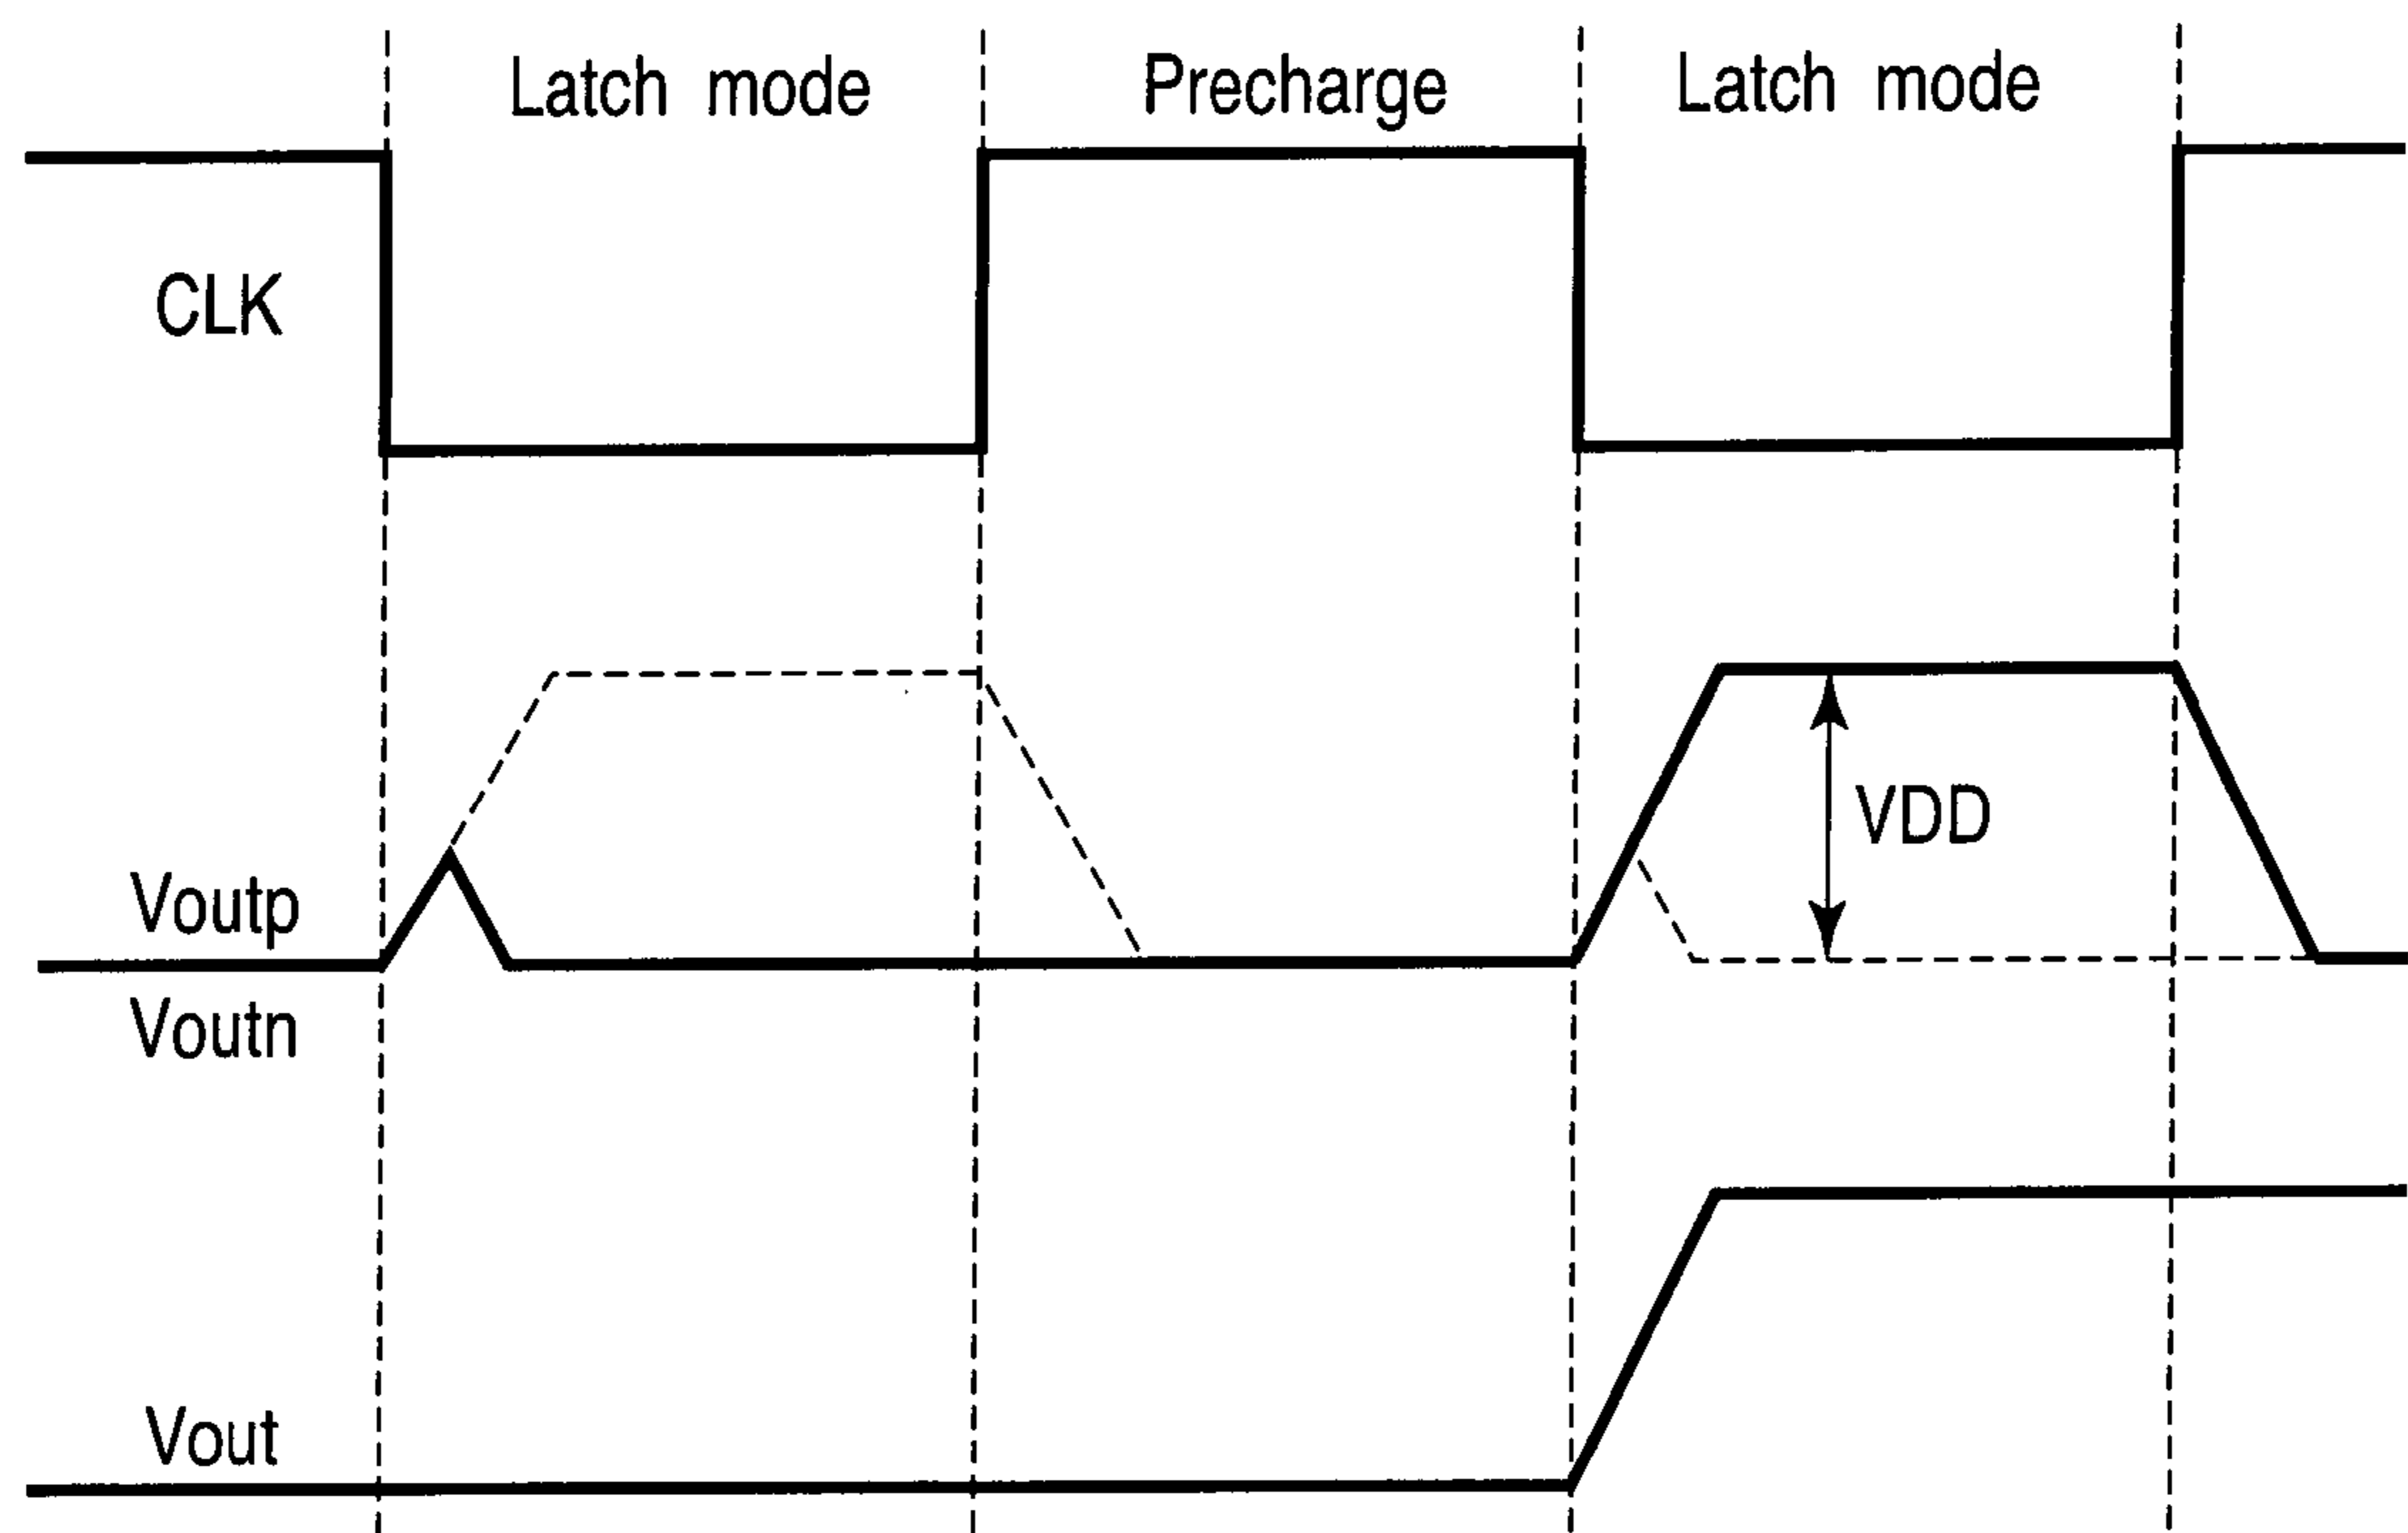 Latch mode
Precharge
Latch mode
CLK
VDD
Voutp
Voutn
Vout